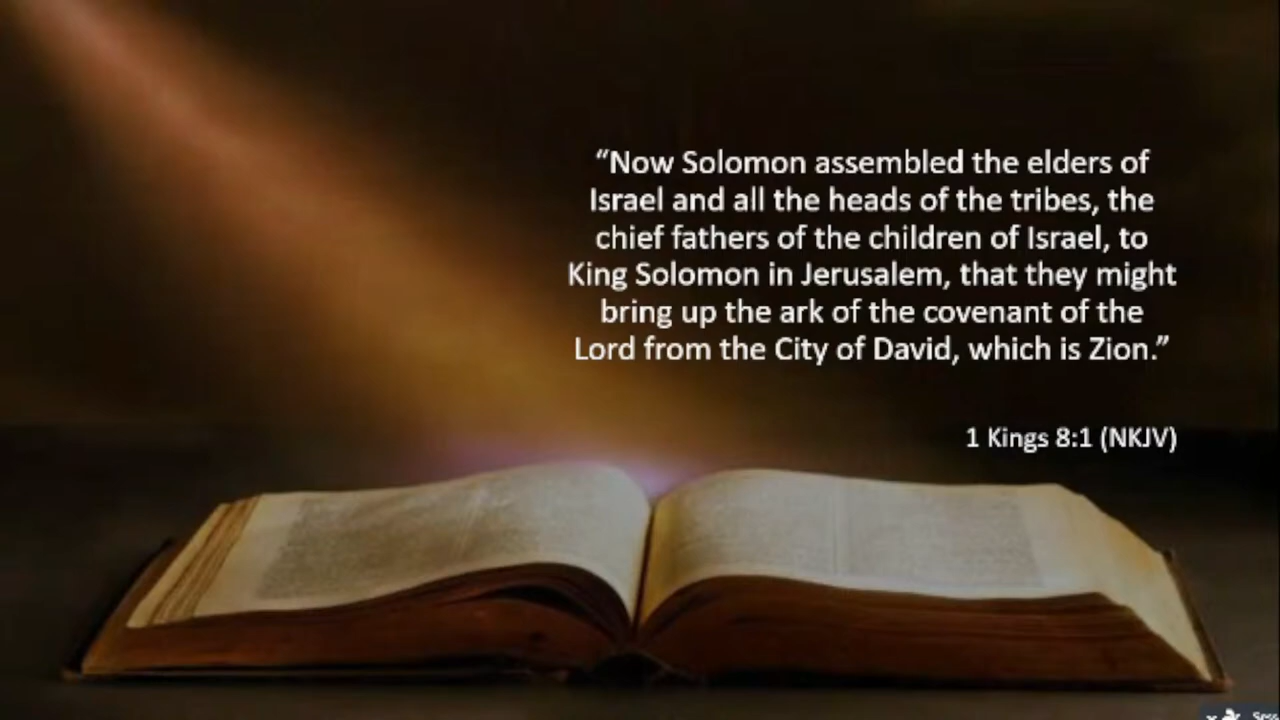 “Now Solomon assembled the elders of
Israel and all the heads of the tribes, the
chief fathers of the children of Israel, to
King Solomon in Jerusalem, that they might
bring up the ark of the covenant of the
Lord from the City of David, which is Zion.”
1 Kings 8:1 (NKJV)